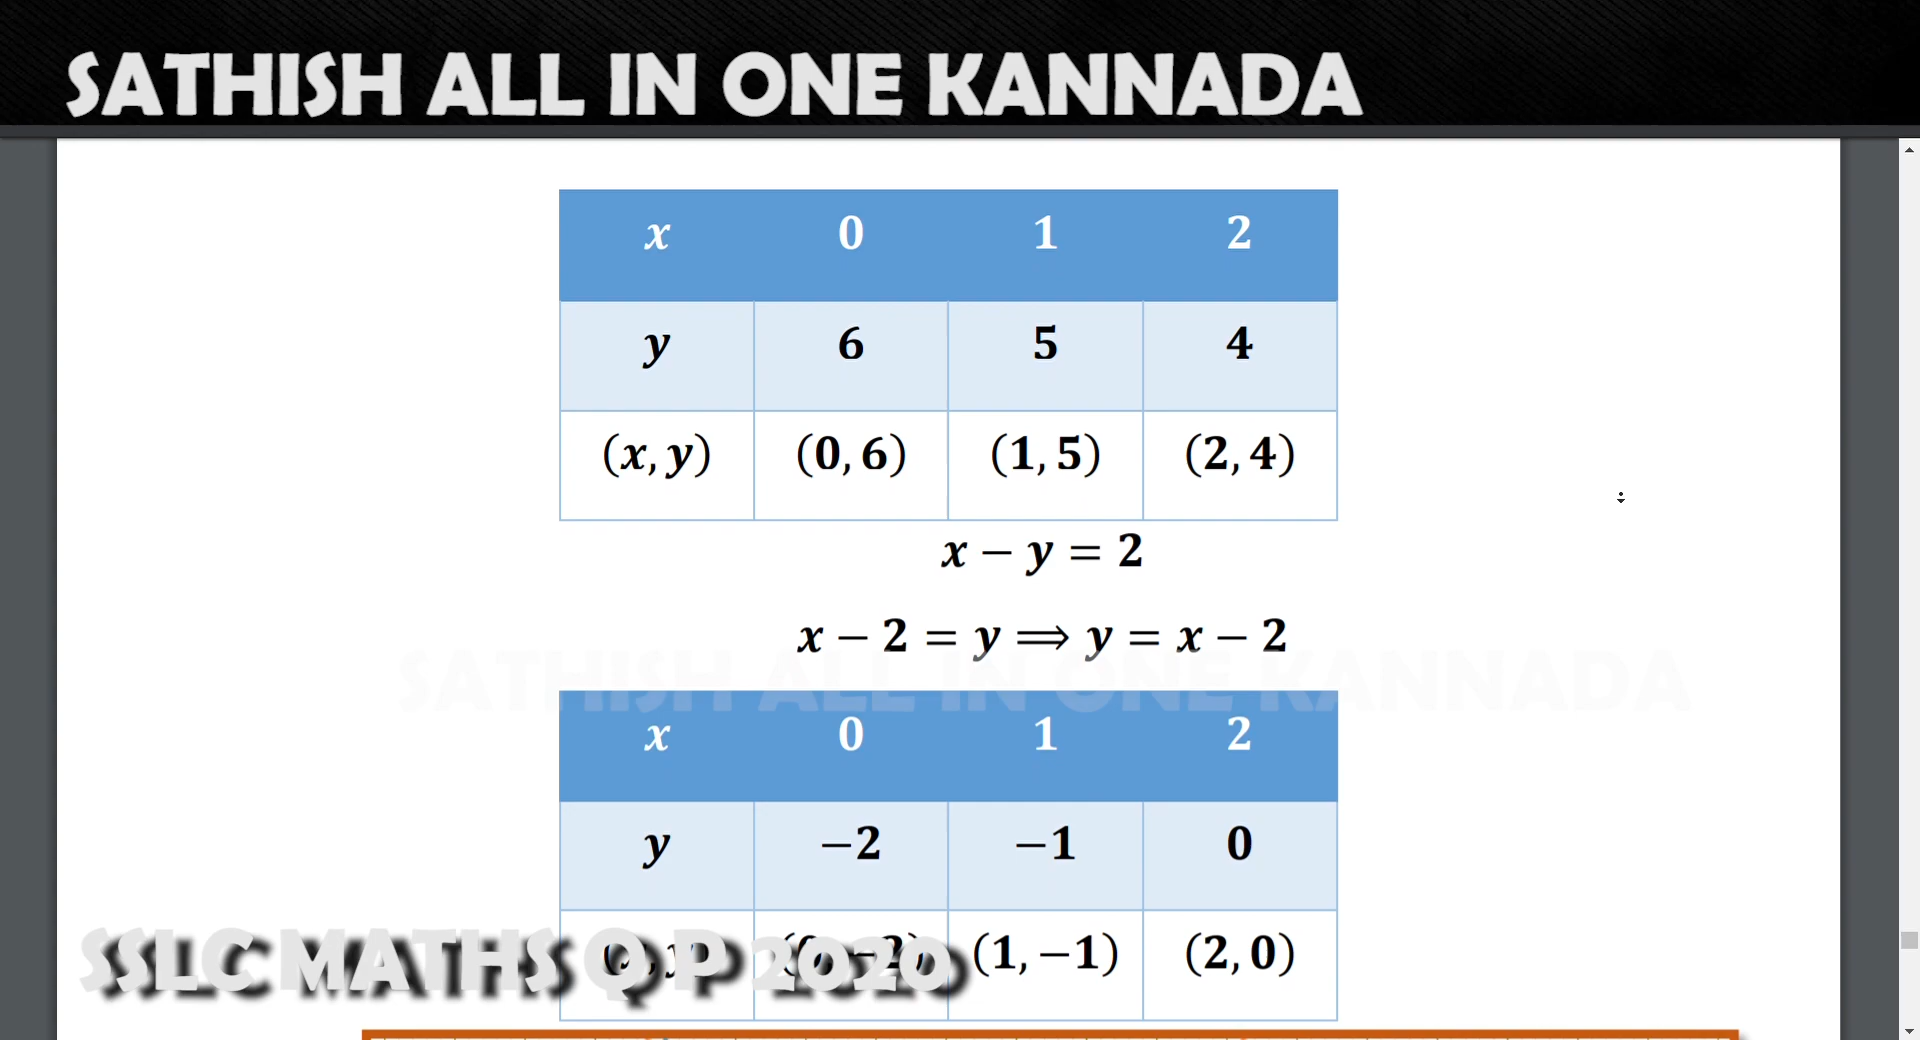 SATHISH ALL IN ONE KANNADA
x 0 1 2
y 6 5 4
(x, y) (0, 6) (1, 5) (2, 4)
x − y = 2
x − 2 = y ⟹ y = x − 2
SATHISH ALL IN ONE KANNADA
x 0 1 2
y −2 −1 0
(x, y) (0, −2) (1, −1) (2, 0)
SSLC MATHS Q P 2020